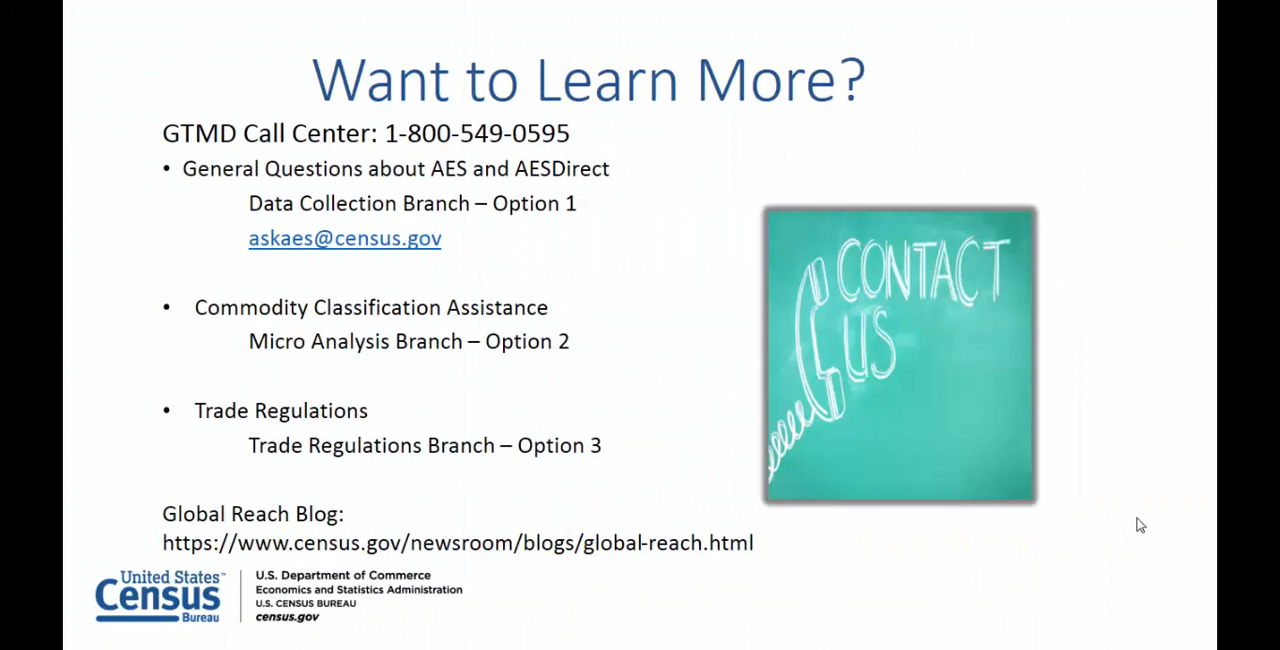 Want to Learn More?
GTMD Call Center: 1-800-549-0595
• General Questions about AES and AESDirect
Data Collection Branch – Option 1
askaes@census.gov
• Commodity Classification Assistance
Micro Analysis Branch – Option 2
• Trade Regulations
Trade Regulations Branch – Option 3
Global Reach Blog:
https://www.census.gov/newsroom/blogs/global-reach.html
CONTACT
US
United States™
Census
Bureau
U.S. Department of Commerce
Economics and Statistics Administration
U.S. CENSUS BUREAU
census.gov